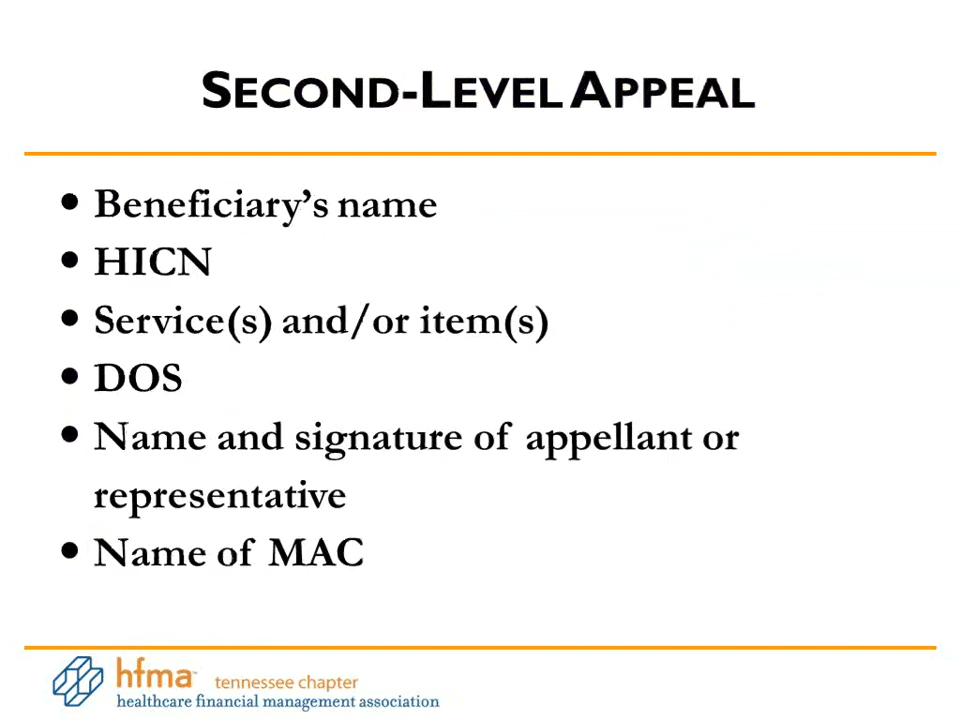 SECOND-LEVEL APPEAL
• Beneficiary’s name
• HICN
• Service(s) and/or item(s)
• DOS
• Name and signature of appellant or
representative
• Name of MAC
hfma™ tennessee chapter
healthcare financial management association